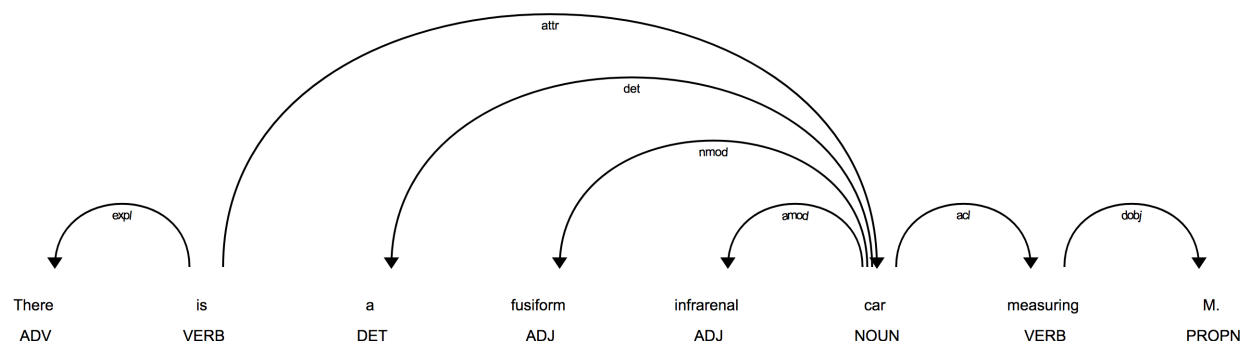 attr
det
nmod
expl amod acl dobj
There is a fusiform infrarenal car measuring M.
ADV VERB DET ADJ ADJ NOUN VERB PROPN